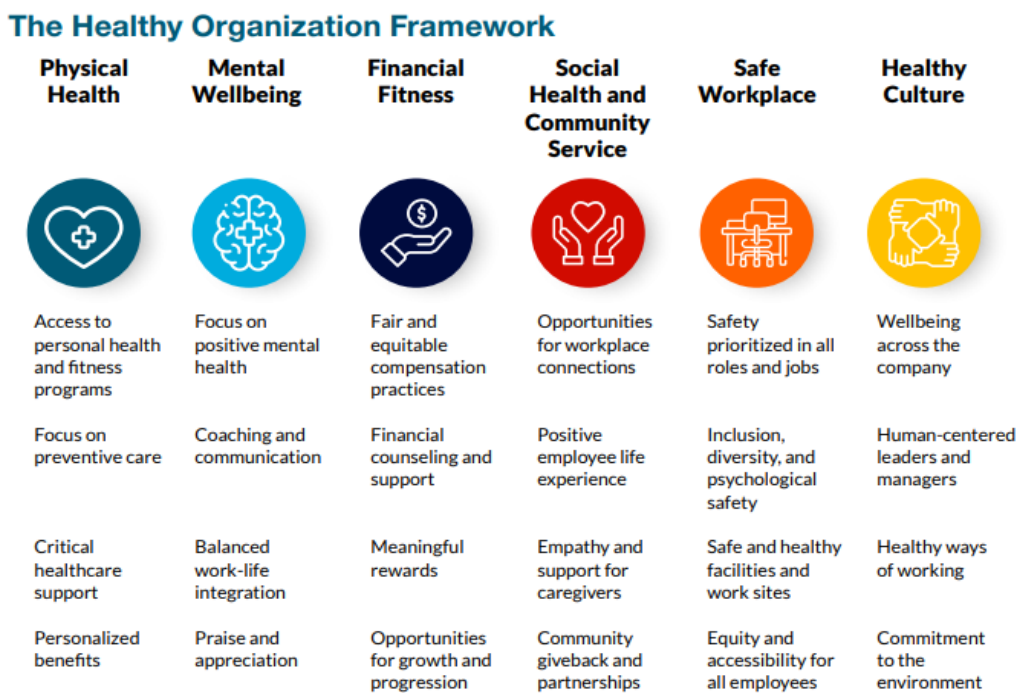 The Healthy Organization Framework
Physical
Health
Mental
Wellbeing
Financial
Fitness
Social
Health and
Community
Service
Safe
Workplace
Healthy
Culture
$
Access to
personal health
and fitness
programs
Focus on
positive mental
health
Fair and
equitable
compensation
practices
Opportunities
for workplace
connections
Safety
prioritized in all
roles and jobs
Wellbeing
across the
company
Focus on
preventive care
Coaching and
communication
Financial
counseling and
support
Positive
employee life
experience
Inclusion,
diversity, and
psychological
safety
Human-centered
leaders and
managers
Critical
healthcare
support
Balanced
work-life
integration
Meaningful
rewards
Empathy and
support for
caregivers
Safe and healthy
facilities and
work sites
Healthy ways
of working
Personalized
benefits
Praise and
appreciation
Opportunities
for growth and
progression
Community
giveback and
partnerships
Equity and
accessibility for
all employees
Commitment
to the
environment